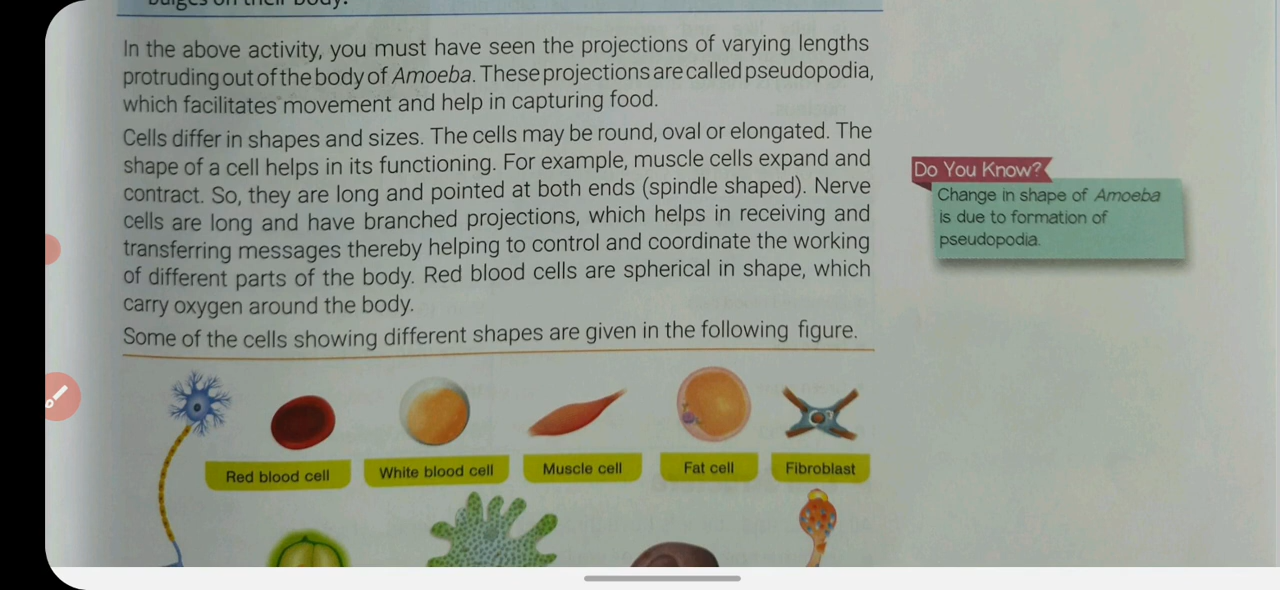 bulges on their body.
In the above activity, you must have seen the projections of varying lengths
protruding out of the body of Amoeba. These projections are called pseudopodia,
which facilitates movement and help in capturing food.
Cells differ in shapes and sizes. The cells may be round, oval or elongated. The
shape of a cell helps in its functioning. For example, muscle cells expand and
contract. So, they are long and pointed at both ends (spindle shaped). Nerve
cells are long and have branched projections, which helps in receiving and
transferring messages thereby helping to control and coordinate the working
of different parts of the body. Red blood cells are spherical in shape, which
carry oxygen around the body.
Some of the cells showing different shapes are given in the following figure.
Do You Know?
Change in shape of Amoeba
is due to formation of
pseudopodia.
Red blood cell
White blood cell
Muscle cell
Fat cell
Fibroblast